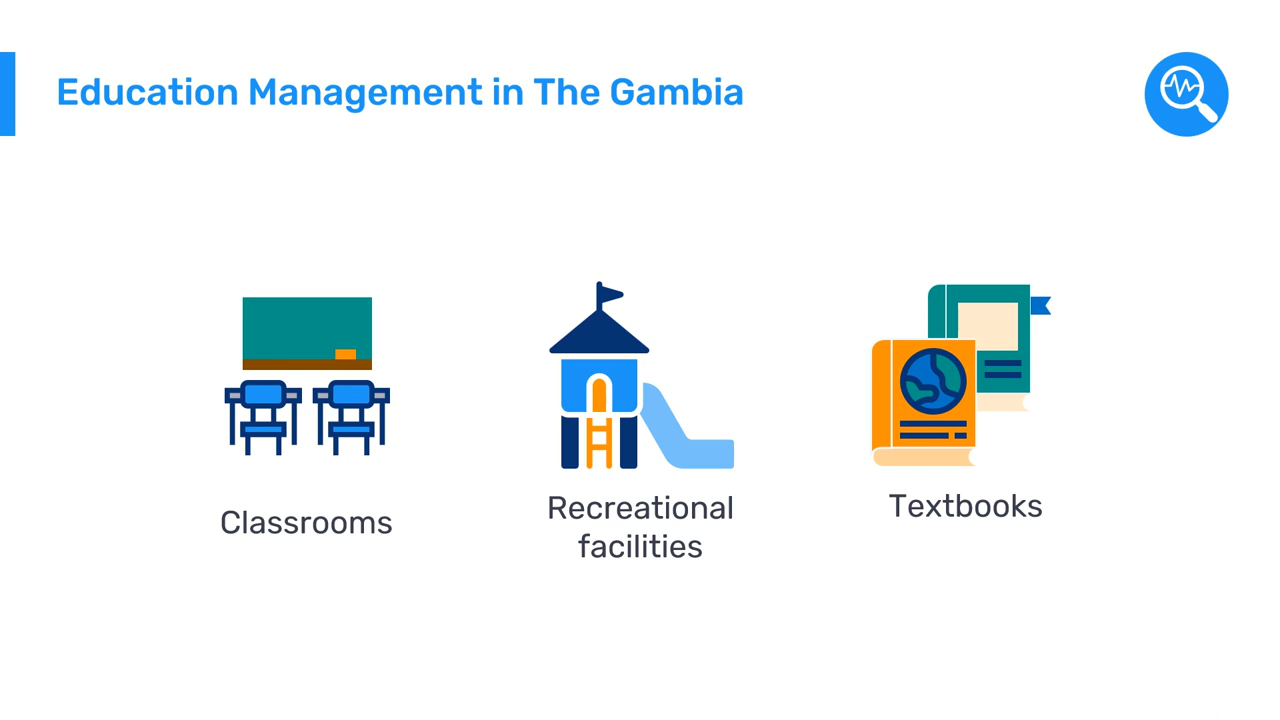 Education Management in The Gambia
Classrooms
Recreational
facilities
Textbooks